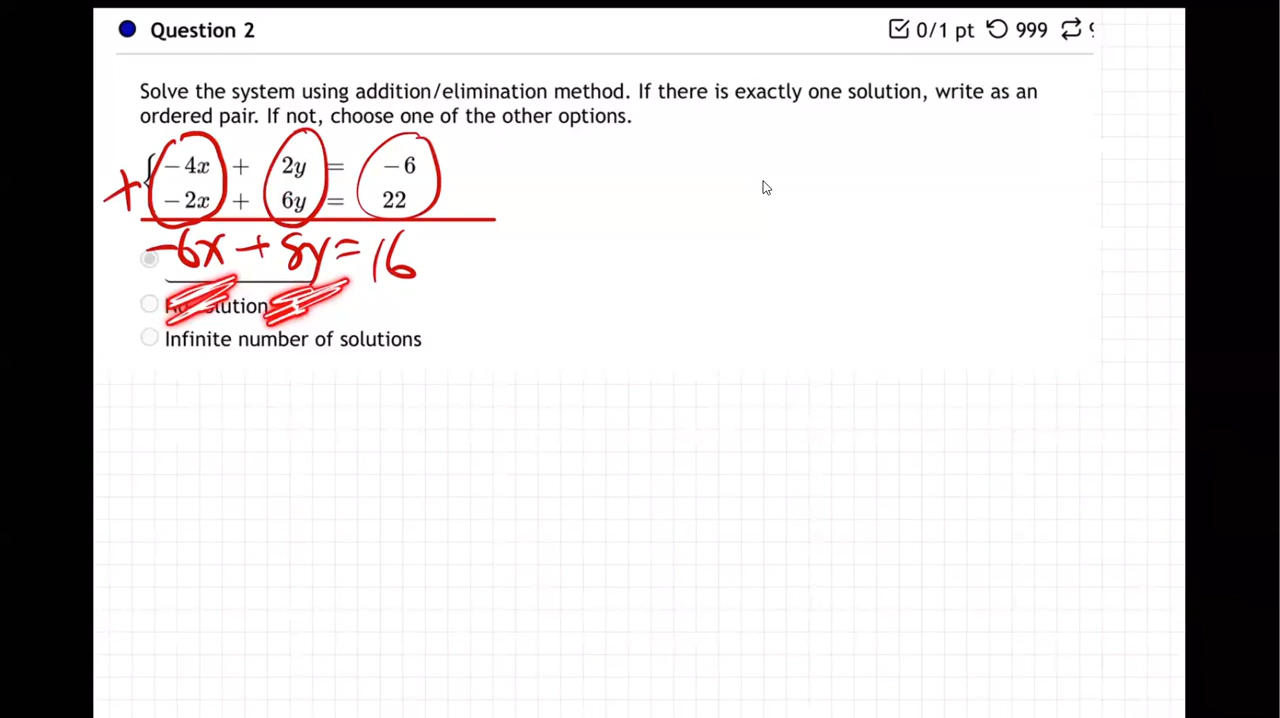 Question 2 0/1 pt 999
Solve the system using addition/elimination method. If there is exactly one solution, write as an
ordered pair. If not, choose one of the other options.
+ { −4x + 2y = −6
−2x + 6y = 22
-6x + 8y = 16
lution
Infinite number of solutions